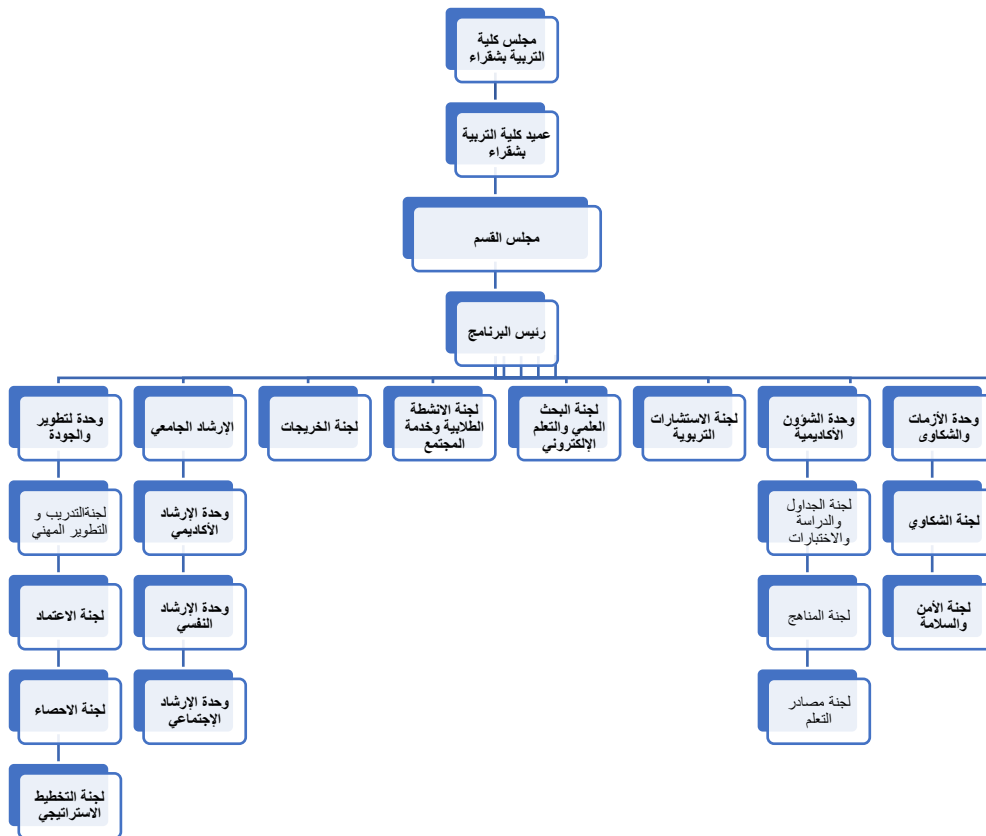 مجلس كلية
التربية بشقراء
عميد كلية التربية
بشقراء
مجلس القسم
رئيس البرنامج
وحدة الأزمات
والشكاوى
وحدة الشؤون
الأكاديمية
لجنة الاستشارات
التربوية
لجنة البحث
العلمي والتعلم
الإلكتروني
لجنة الانشطة
الطلابية وخدمة
المجتمع
لجنة الخريجات
الإرشاد الجامعي
وحدة لتطوير
والجودة
لجنة الشكاوي
لجنة الجداول
والدراسة
والاختبارات
وحدة الإرشاد
الأكاديمي
لجنةالتدريب و
التطوير المهني
لجنة الأمن
والسلامة
لجنة المناهج
وحدة الإرشاد
النفسي
لجنة الاعتماد
لجنة مصادر
التعلم
وحدة الإرشاد
الإجتماعي
لجنة الاحصاء
لجنة التخطيط
الاستراتيجي